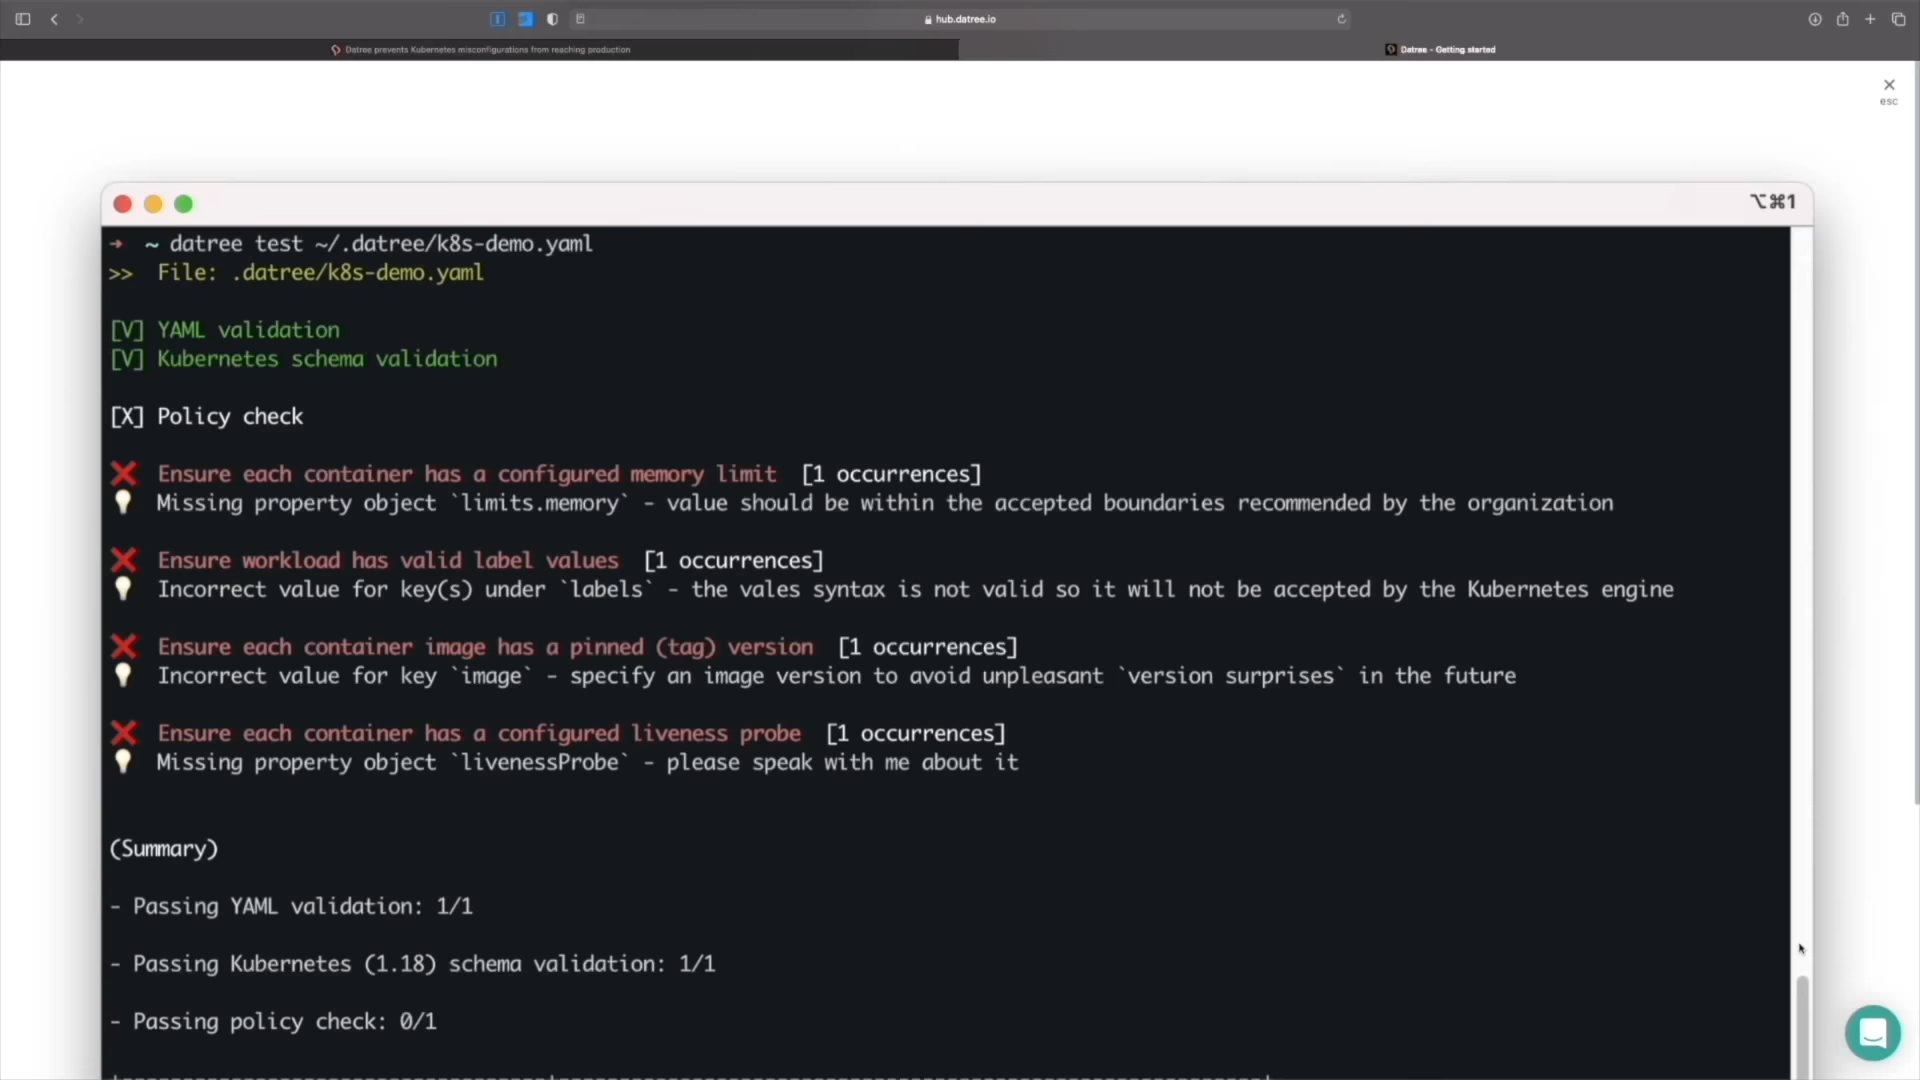 hub.datree.io
Datree prevents Kubernetes misconfigurations from reaching production
Datree - Getting started
esc
⌥⌘1
→ ~ datree test ~/.datree/k8s-demo.yaml
>> File: .datree/k8s-demo.yaml
[V] YAML validation
[V] Kubernetes schema validation
[X] Policy check
❌ Ensure each container has a configured memory limit [1 occurrences]
💡 Missing property object `limits.memory` - value should be within the accepted boundaries recommended by the organization
❌ Ensure workload has valid label values [1 occurrences]
💡 Incorrect value for key(s) under `labels` - the vales syntax is not valid so it will not be accepted by the Kubernetes engine
❌ Ensure each container image has a pinned (tag) version [1 occurrences]
💡 Incorrect value for key `image` - specify an image version to avoid unpleasant `version surprises` in the future
❌ Ensure each container has a configured liveness probe [1 occurrences]
💡 Missing property object `livenessProbe` - please speak with me about it
(Summary)
- Passing YAML validation: 1/1
- Passing Kubernetes (1.18) schema validation: 1/1
- Passing policy check: 0/1